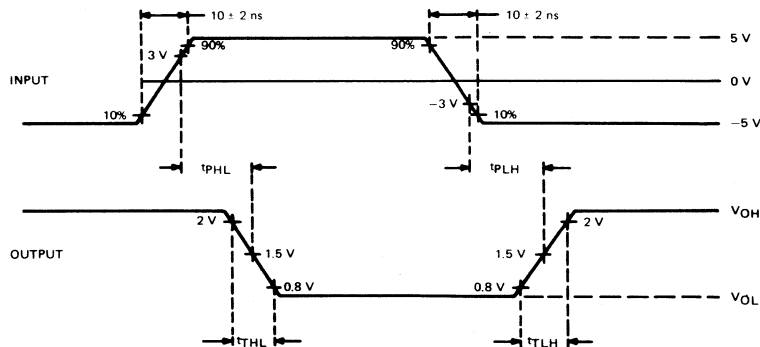 10 ± 2 ns
10 ± 2 ns
90%
90%
5 V
3 V
INPUT
0 V
-3 V
10%
10%
-5 V
tPHL
tPLH
VOH
2 V
2 V
OUTPUT
1.5 V
1.5 V
0.8 V
0.8 V
VOL
tTHL
tTLH